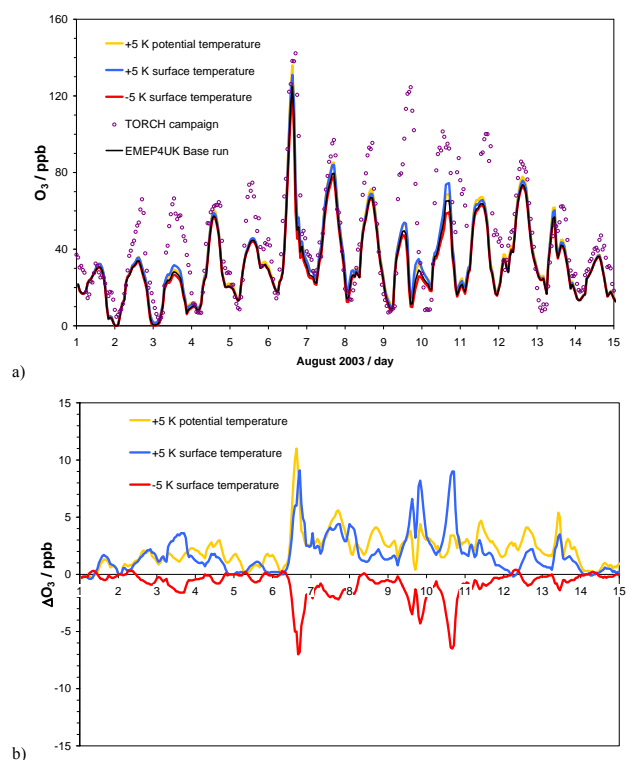 160
120
80
40
0
O₃ / ppb
+5 K potential temperature
+5 K surface temperature
-5 K surface temperature
TORCH campaign
EMEP4UK Base run
1 2 3 4 5 6 7 8 9 10 11 12 13 14 15
August 2003 / day
a)
15
10
5
0
-5
-10
-15
ΔO₃ / ppb
+5 K potential temperature
+5 K surface temperature
-5 K surface temperature
1 2 3 4 5 6 7 8 9 10 11 12 13 14 15
b)